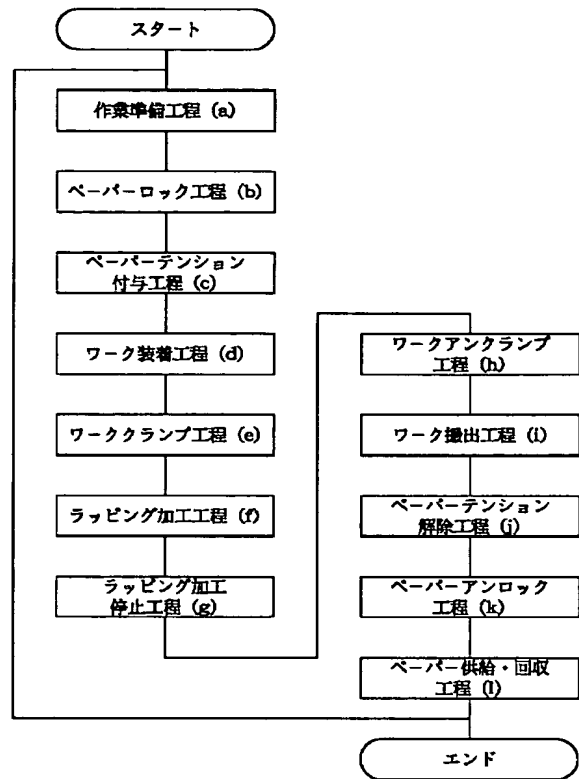 スタート
作業準備工程 (a)
ペーパーロック工程 (b)
ペーパーテンション
付与工程 (c)
ワーク装着工程 (d)
ワーククランプ工程 (e)
ラッピング加工工程 (f)
ラッピング加工
停止工程 (g)
ワークアンクランプ
工程 (h)
ワーク搬出工程 (i)
ペーパーテンション
解除工程 (j)
ペーパーアンロック
工程 (k)
ペーパー供給・回収
工程 (l)
エンド